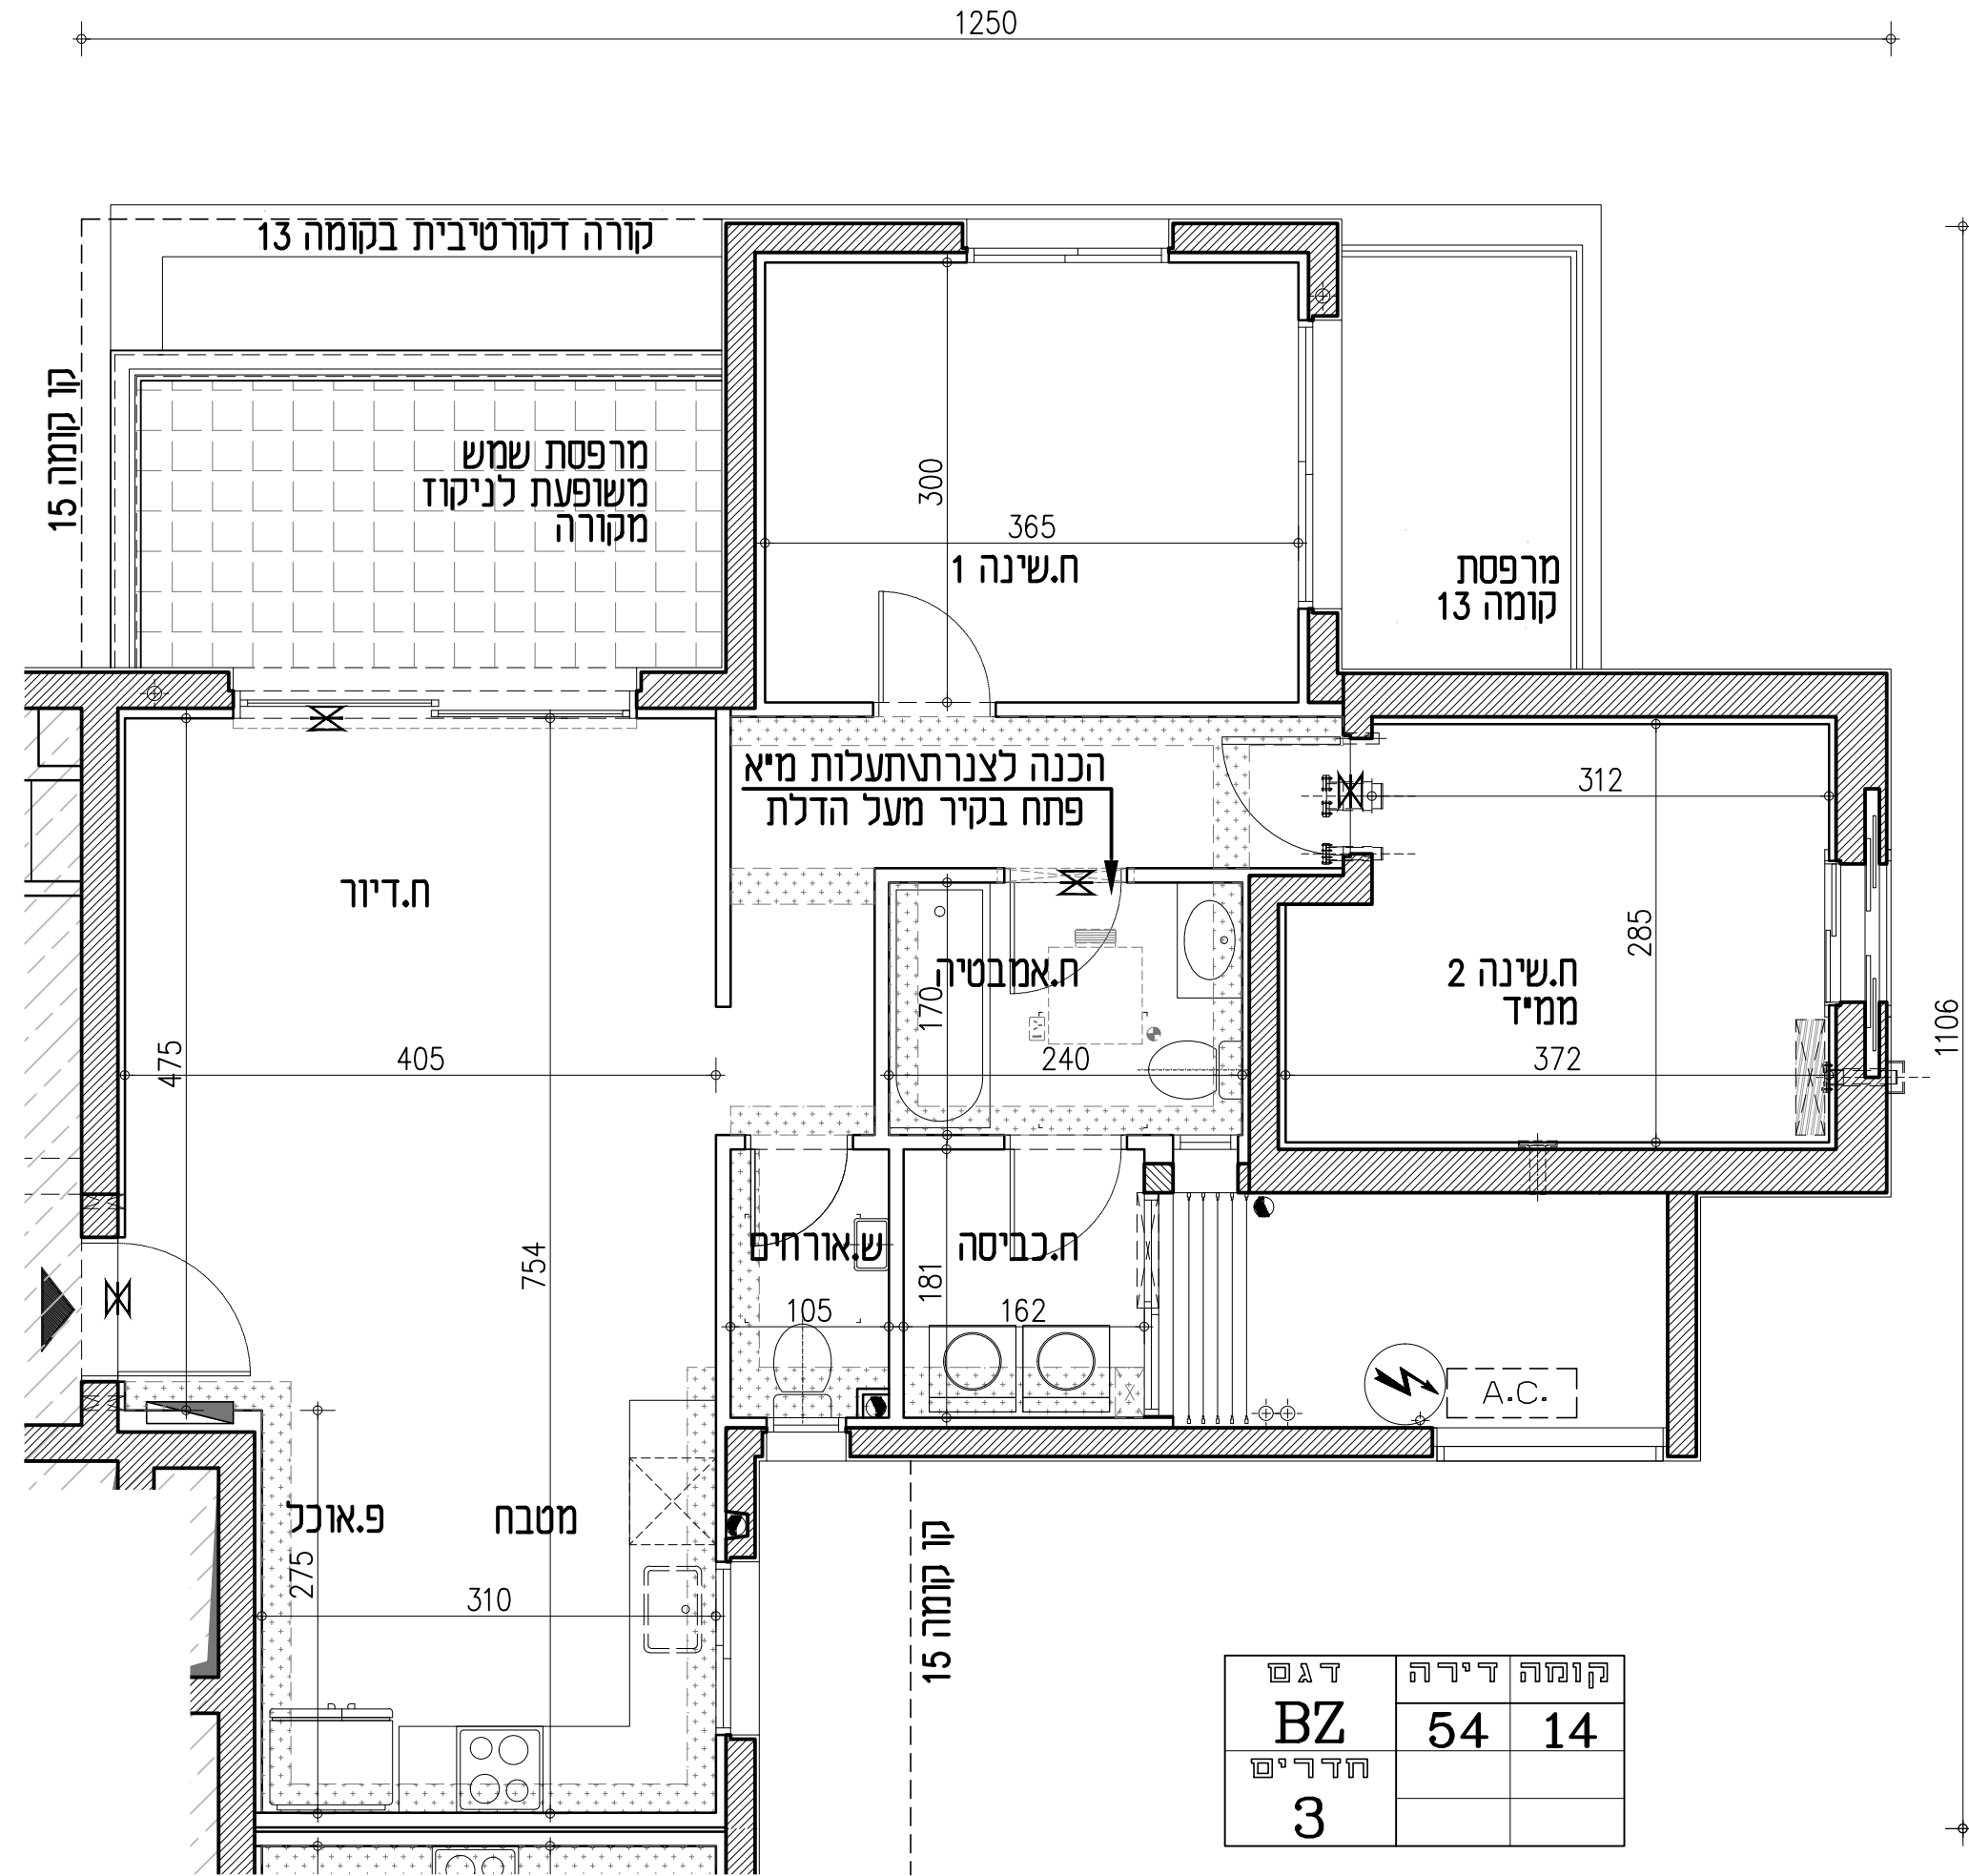 1250
קורה דקורטיבית בקומה 13
קו קומה 15
מרפסת שמש
משופעת לניקוז
מקורה
300
365
ח.שינה 1
מרפסת
קומה 13
הכנה לצנרת\תעלות מ"א
פתח בקיר מעל הדלת
312
ח.דיור
285
ח.אמבטיה
170
ח.שינה 2
ממ"ד
1106
475
405
240
372
754
ש.אורחים
ח.כביסה
181
105
162
A.C.
פ.אוכל
מטבח
275
310
קו קומה 15
דגם
דירה
קומה
BZ
54
14
חדרים
3